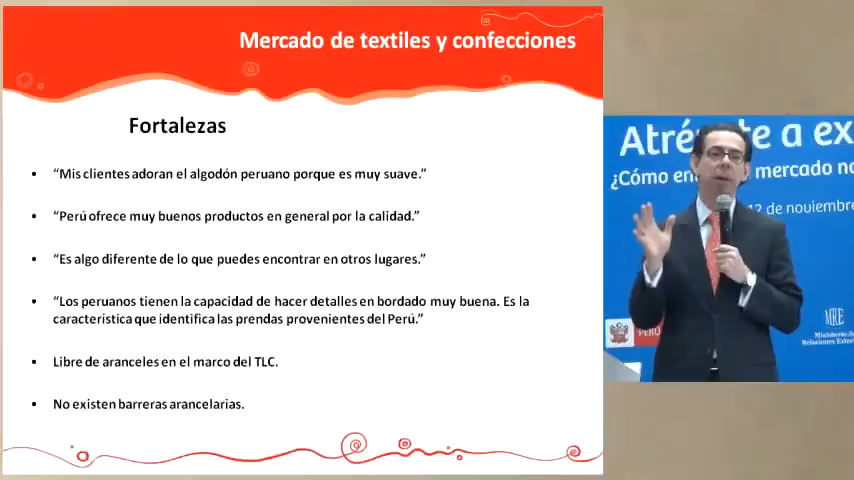 Mercado de textiles y confecciones
Fortalezas
• “Mis clientes adoran el algodón peruano porque es muy suave.”
• “Perú ofrece muy buenos productos en general por la calidad.”
• “Es algo diferente de lo que puedes encontrar en otros lugares.”
• “Los peruanos tienen la capacidad de hacer detalles en bordado muy buena. Es la
característica que identifica las prendas provenientes del Perú.”
• Libre de aranceles en el marco del TLC.
• No existen barreras arancelarias.
Atré te a ex
¿Cómo en mercado no
12 de noviembre
PERÚ
MRE
Ministerio de
Relaciones Exteri